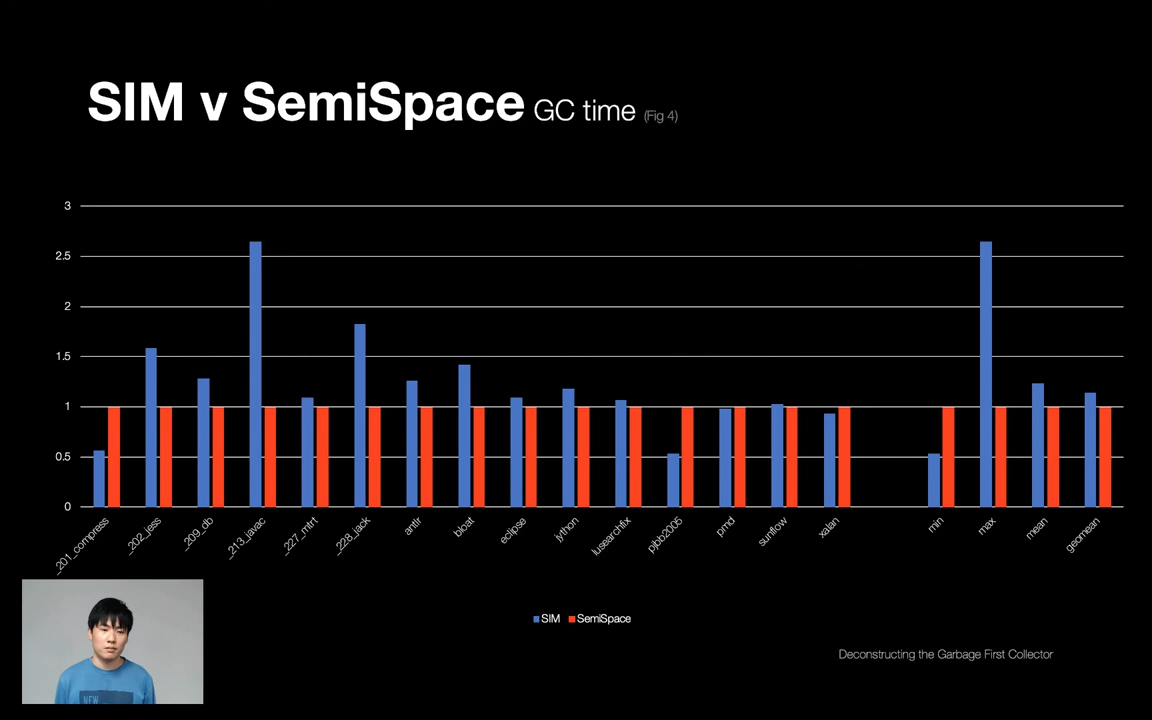 SIM v SemiSpace GC time (Fig 4)
3
2.5
2
1.5
1
0.5
0
_201_compress
_202_jess
_209_db
_213_javac
_227_mtrt
_228_jack
antlr
bloat
eclipse
jython
lusearchfix
pjbb2005
pmd
sunflow
xalan
min
max
mean
geomean
SIM SemiSpace
Deconstructing the Garbage First Collector
NEW